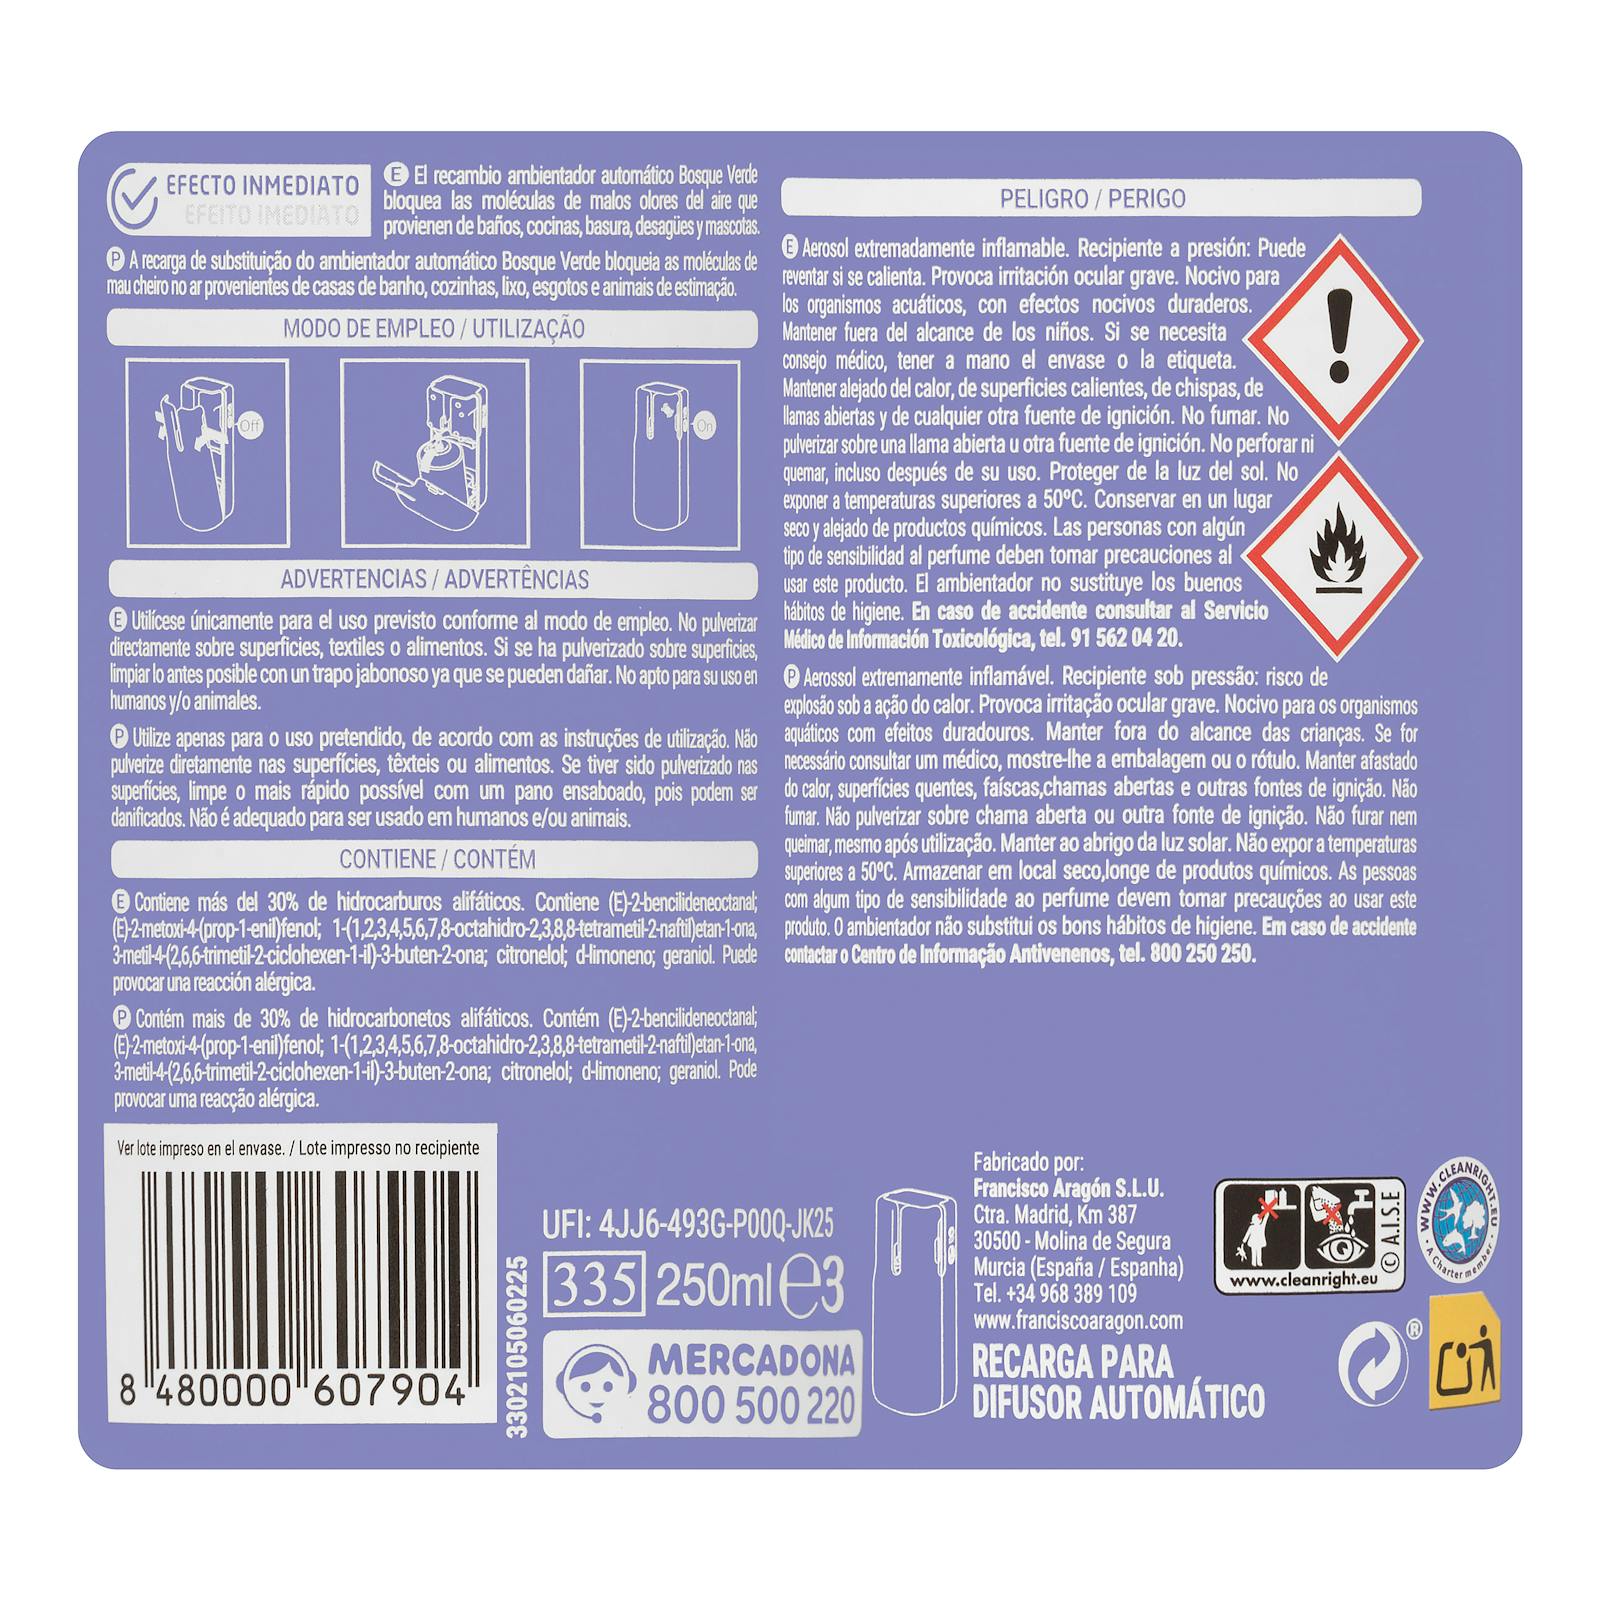 EFECTO INMEDIATO
EFEITO IMEDIATO
E El recambio ambientador automático Bosque Verde
bloquea las moléculas de malos olores del aire que
provienen de baños, cocinas, basura, desagües y mascotas.
P A recarga de substituição do ambientador automático Bosque Verde bloqueia as moléculas de
mau cheiro no ar provenientes de casas de banho, cozinhas, lixo, esgotos e animais de estimação.
MODO DE EMPLEO / UTILIZAÇÃO
Off
On
ADVERTENCIAS / ADVERTÊNCIAS
E Utilícese únicamente para el uso previsto conforme al modo de empleo. No pulverizar
directamente sobre superficies, textiles o alimentos. Si se ha pulverizado sobre superficies,
limpiar lo antes posible con un trapo jabonoso ya que se pueden dañar. No apto para su uso en
humanos y/o animales.
P Utilize apenas para o uso pretendido, de acordo com as instruções de utilização. Não
pulverize diretamente nas superfícies, têxteis ou alimentos. Se tiver sido pulverizado nas
superfícies, limpe o mais rápido possível com um pano ensaboado, pois podem ser
danificados. Não é adequado para ser usado em humanos e/ou animais.
CONTIENE / CONTÉM
E Contiene más del 30% de hidrocarburos alifáticos. Contiene (E)-2-bencilideneoctanal;
(E)-2-metoxi-4-(prop-1-enil)fenol; 1-(1,2,3,4,5,6,7,8-octahidro-2,3,8,8-tetrametil-2-naftil)etan-1-ona,
3-metil-4-(2,6,6-trimetil-2-ciclohexen-1-il)-3-buten-2-ona; citronelol; d-limoneno; geraniol. Puede
provocar una reacción alérgica.
P Contém mais de 30% de hidrocarbonetos alifáticos. Contém (E)-2-bencilideneoctanal;
(E)-2-metoxi-4-(prop-1-enil)fenol; 1-(1,2,3,4,5,6,7,8-octahidro-2,3,8,8-tetrametil-2-naftil)etan-1-ona,
3-metil-4-(2,6,6-trimetil-2-ciclohexen-1-il)-3-buten-2-ona; citronelol; d-limoneno; geraniol. Pode
provocar uma reacção alérgica.
Ver lote impreso en el envase. / Lote impresso no recipiente
8 480000 607904
3302105060225
UFI: 4JJ6-493G-P00Q-JK25
335 250ml e3
MERCADONA
800 500 220
PELIGRO / PERIGO
E Aerosol extremadamente inflamable. Recipiente a presión: Puede
reventar si se calienta. Provoca irritación ocular grave. Nocivo para
los organismos acuáticos, con efectos nocivos duraderos.
Mantener fuera del alcance de los niños. Si se necesita
consejo médico, tener a mano el envase o la etiqueta.
Mantener alejado del calor, de superficies calientes, de chispas, de
llamas abiertas y de cualquier otra fuente de ignición. No fumar. No
pulverizar sobre una llama abierta u otra fuente de ignición. No perforar ni
quemar, incluso después de su uso. Proteger de la luz del sol. No
exponer a temperaturas superiores a 50ºC. Conservar en un lugar
seco y alejado de productos químicos. Las personas con algún
tipo de sensibilidad al perfume deben tomar precauciones al
usar este producto. El ambientador no sustituye los buenos
hábitos de higiene. En caso de accidente consultar al Servicio
Médico de Información Toxicológica, tel. 91 562 04 20.
P Aerossol extremamente inflamável. Recipiente sob pressão: risco de
explosão sob a ação do calor. Provoca irritação ocular grave. Nocivo para os organismos
aquáticos com efeitos duradouros. Manter fora do alcance das crianças. Se for
necessário consultar um médico, mostre-lhe a embalagem ou o rótulo. Manter afastado
do calor, superfícies quentes, faíscas,chamas abertas e outras fontes de ignição. Não
fumar. Não pulverizar sobre chama aberta ou outra fonte de ignição. Não furar nem
queimar, mesmo após utilização. Manter ao abrigo da luz solar. Não expor a temperaturas
superiores a 50ºC. Armazenar em local seco,longe de produtos químicos. As pessoas
com algum tipo de sensibilidade ao perfume devem tomar precauções ao usar este
produto. O ambientador não substitui os bons hábitos de higiene. Em caso de accidente
contactar o Centro de Informação Antivenenos, tel. 800 250 250.
Fabricado por:
Francisco Aragón S.L.U.
Ctra. Madrid, Km 387
30500 - Molina de Segura
Murcia (España / Espanha)
Tel. +34 968 389 109
www.franciscoaragon.com
RECARGA PARA
DIFUSOR AUTOMÁTICO
www.cleanright.eu
© A.I.S.E
WWW.CLEANRIGHT.EU
A Charter member
®